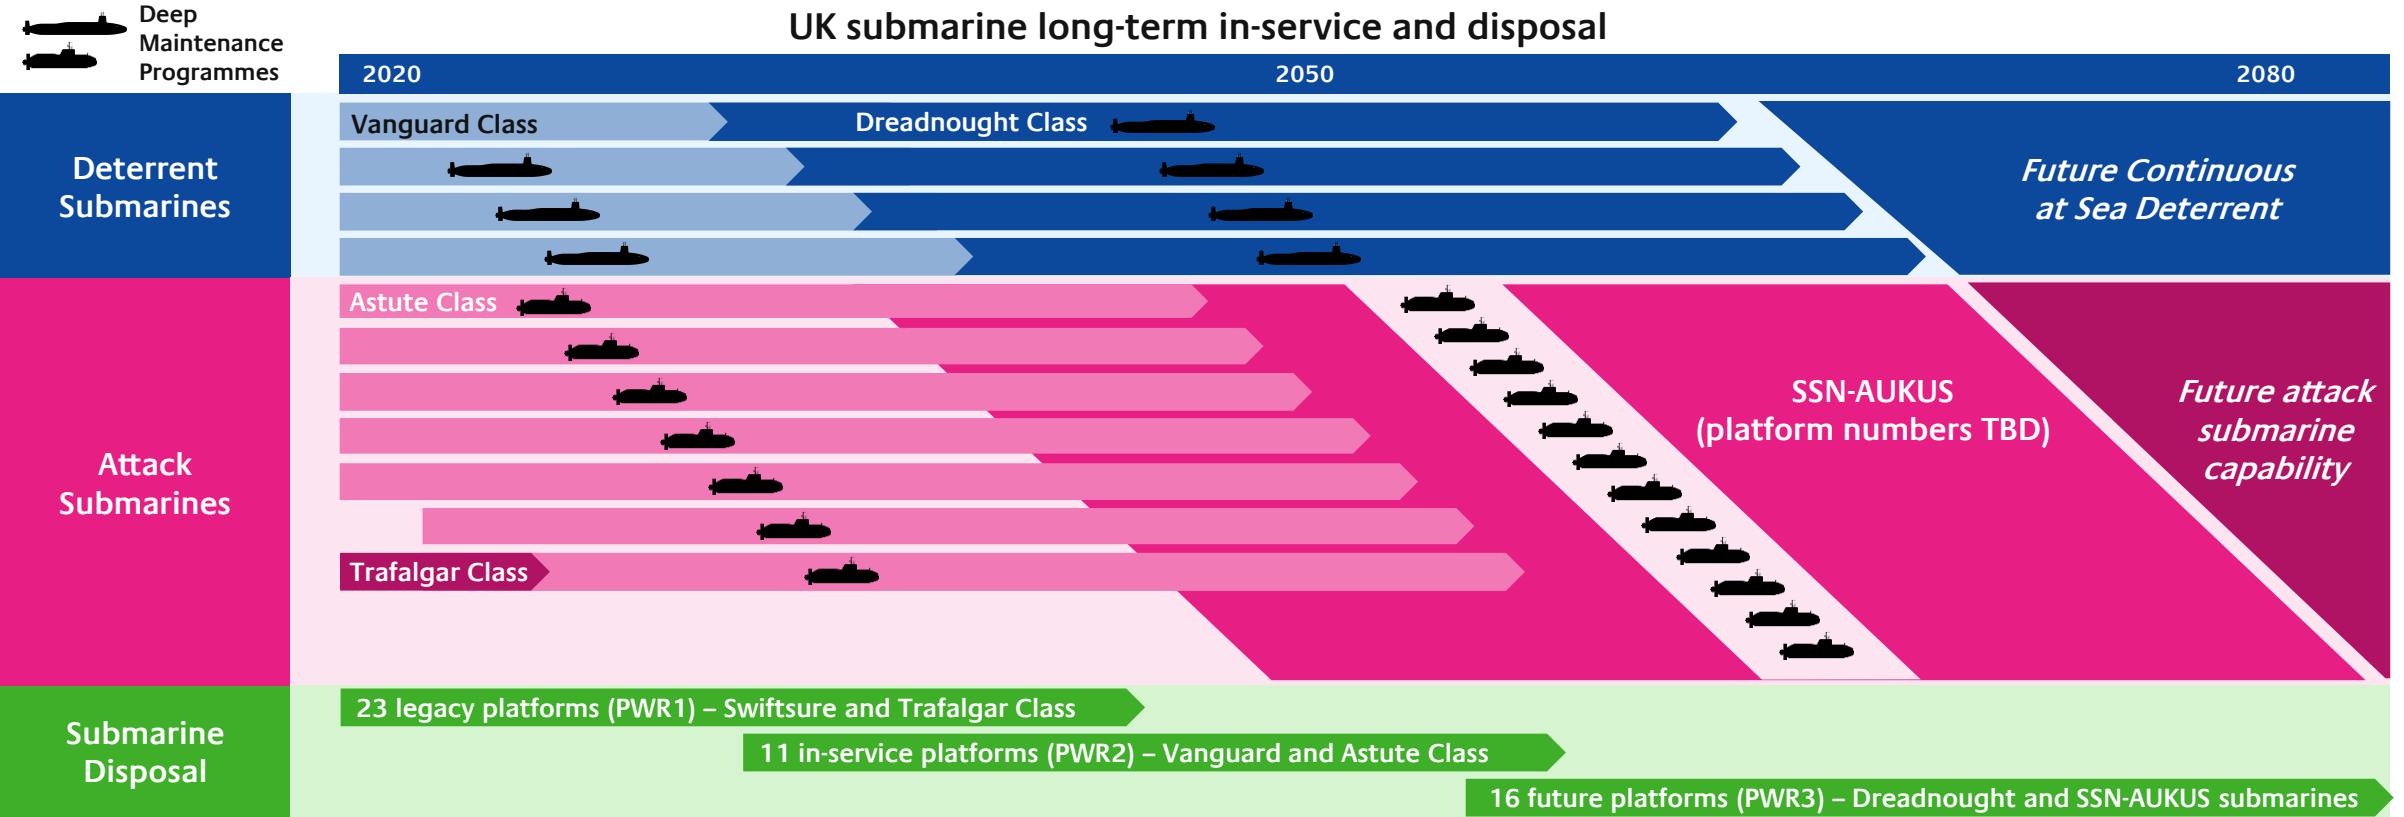 Deep
Maintenance
Programmes
UK submarine long-term in-service and disposal
2020 2050 2080
Deterrent
Submarines
Vanguard Class
Dreadnought Class
Future Continuous
at Sea Deterrent
Attack
Submarines
Astute Class
Trafalgar Class
SSN-AUKUS
(platform numbers TBD)
Future attack
submarine
capability
Submarine
Disposal
23 legacy platforms (PWR1) – Swiftsure and Trafalgar Class
11 in-service platforms (PWR2) – Vanguard and Astute Class
16 future platforms (PWR3) – Dreadnought and SSN-AUKUS submarines